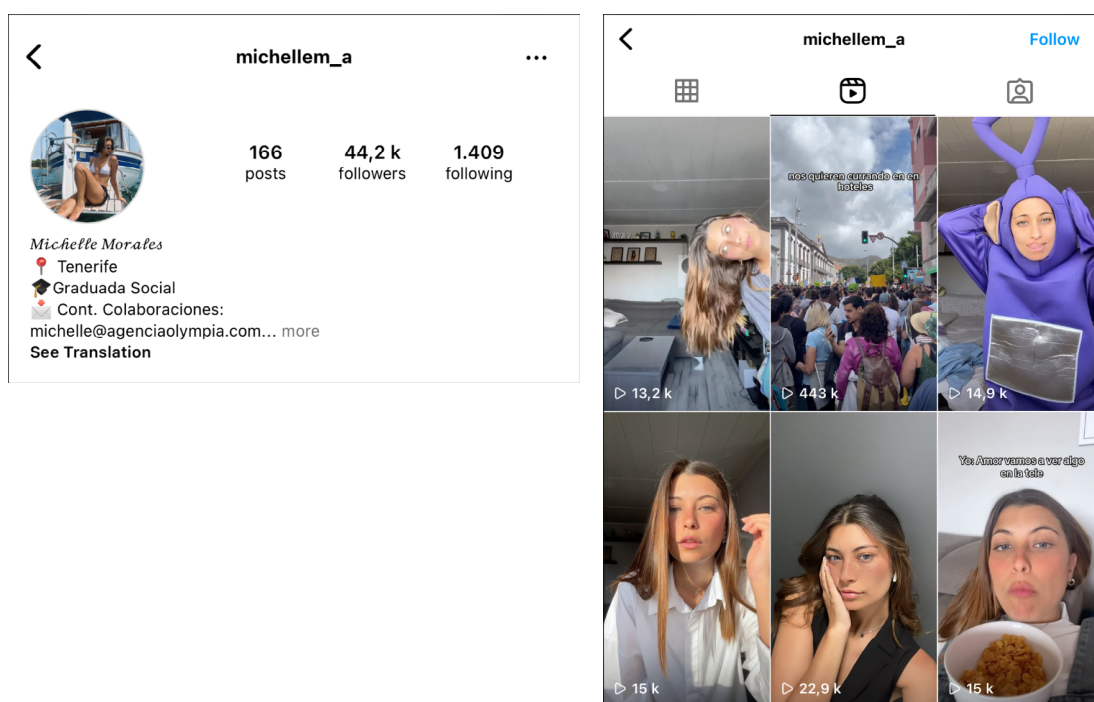 michellem_a
166
posts
44,2 k
followers
1.409
following
Michelle Morales
Tenerife
Graduada Social
Cont. Colaboraciones:
michelle@agenciaolympia.com... more
See Translation
michellem_a
Follow
13,2 k
nos quieren currando en en
hoteles
443 k
14,9 k
15 k
22,9 k
Yo: Amor vamos a ver algo
en la tele
15 k